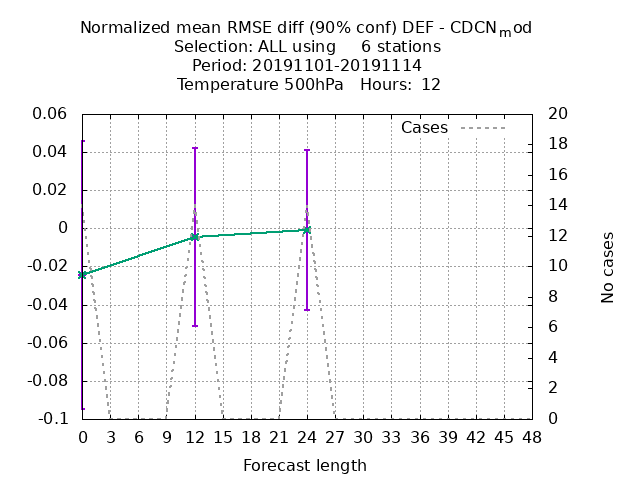 Normalized mean RMSE diff (90% conf) DEF - CDCN_mod
Selection: ALL using 6 stations
Period: 20191101-20191114
Temperature 500hPa Hours: 12
Cases
0.06
0.04
0.02
0
-0.02
-0.04
-0.06
-0.08
-0.1
20
18
16
14
12
10
8
6
4
2
0
No cases
0 3 6 9 12 15 18 21 24 27 30 33 36 39 42 45 48
Forecast length